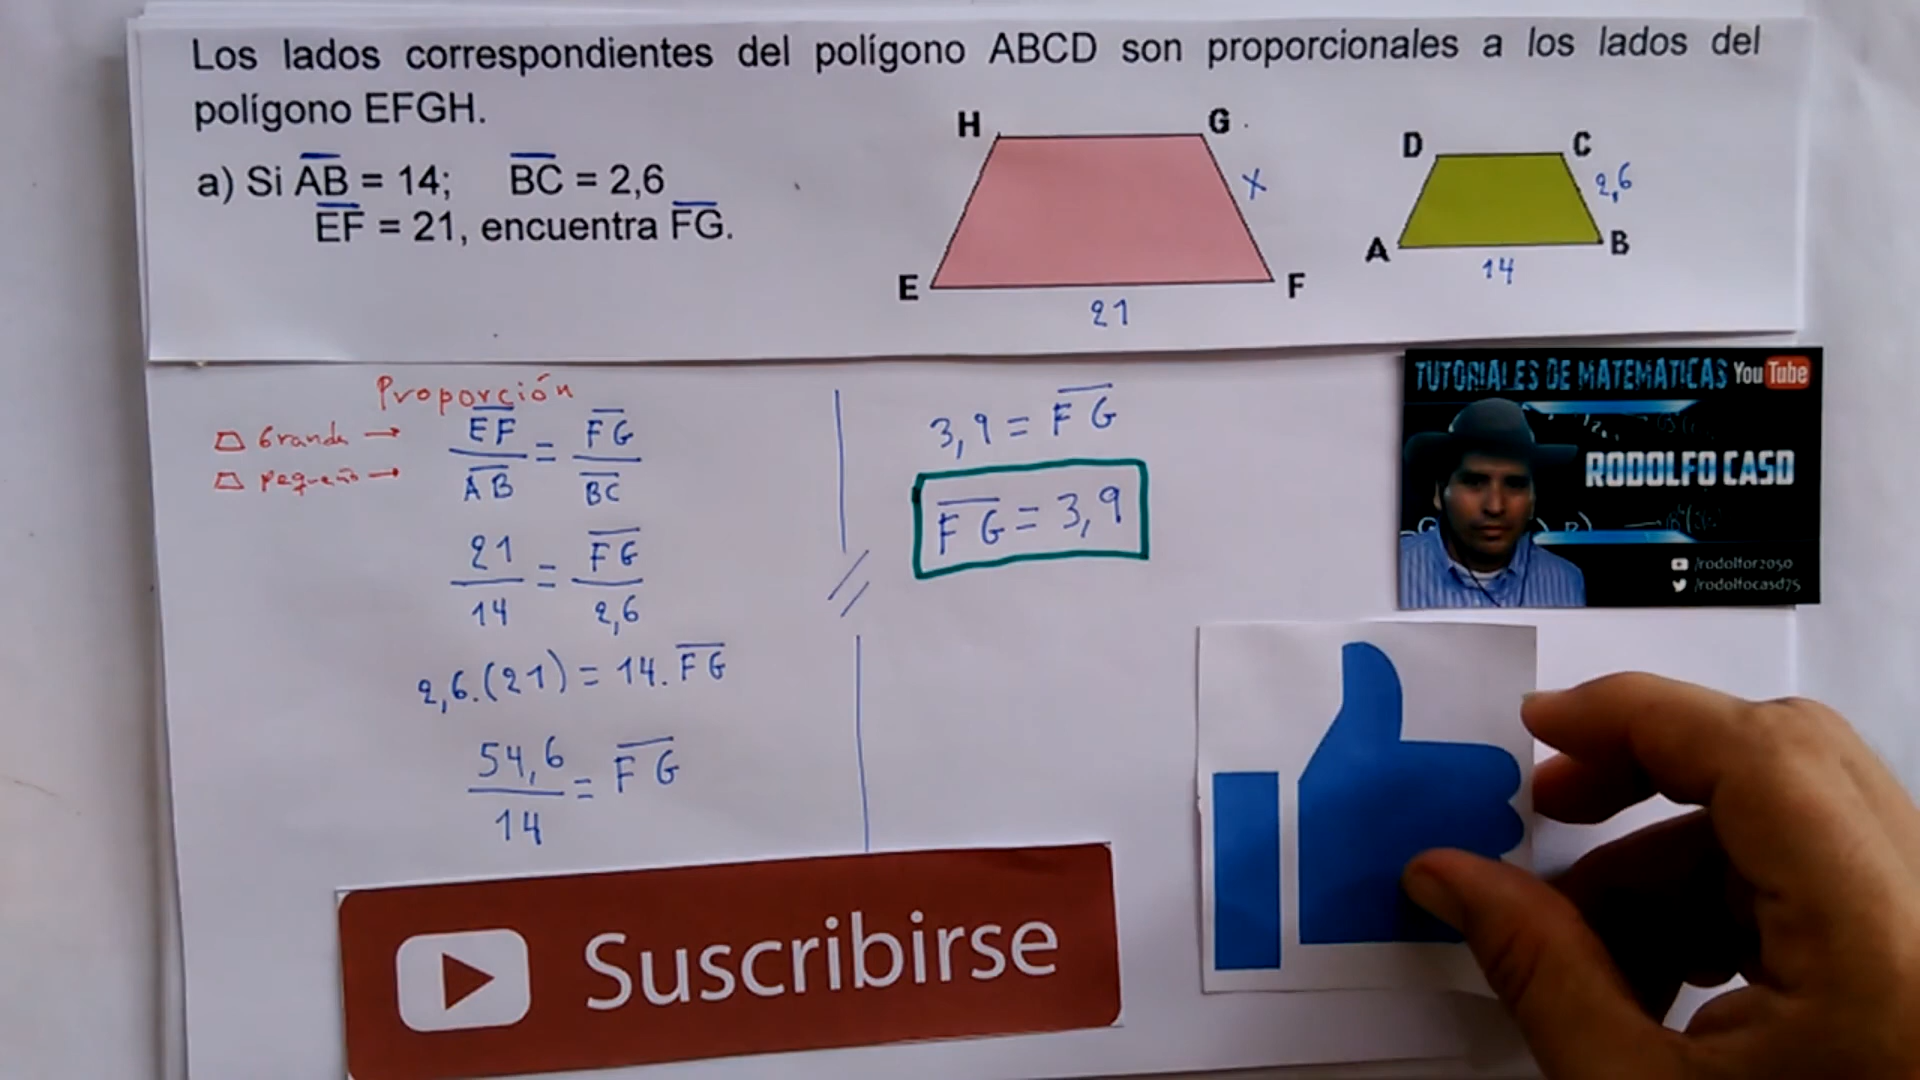 Los lados correspondientes del polígono ABCD son proporcionales a los lados del
polígono EFGH.
a) Si AB = 14; BC = 2,6
EF = 21, encuentra FG.
H G
X
E F
21
D C
2,6
A B
14
Proporción
Grande → EF/AB = FG/BC
pequeño →
21/14 = FG/2,6
2,6.(21) = 14.FG
54,6/14 = FG
3,9 = FG
FG = 3,9
TUTORIALES DE MATEMATICAS YouTube
RODOLFO CASD
/rodolfor2050
/rodolfocasd75
Suscribirse